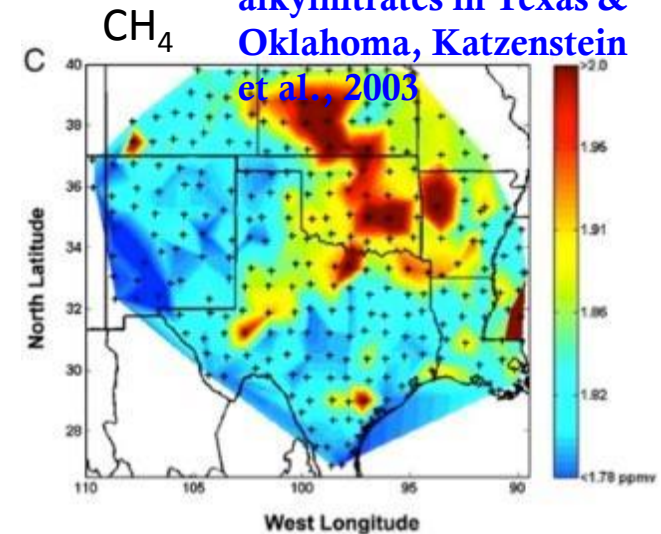 alkylnitrates in Texas &
CH4
Oklahoma, Katzenstein
et al., 2003
C
40
38
36
34
32
30
28
North Latitude
110 105 100 95 90
West Longitude
>2.0
1.95
1.91
1.86
1.82
<1.78 ppmv